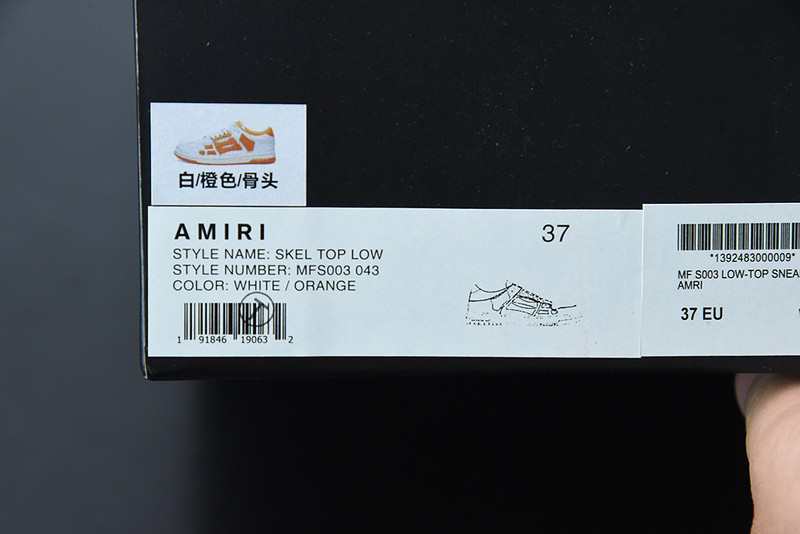 白/橙色/骨头
AMIRI
37
STYLE NAME: SKEL TOP LOW
STYLE NUMBER: MFS003 043
COLOR: WHITE / ORANGE
1 91846 19063 2
*1392483000009*
MF S003 LOW-TOP SNEA
AMRI
37 EU